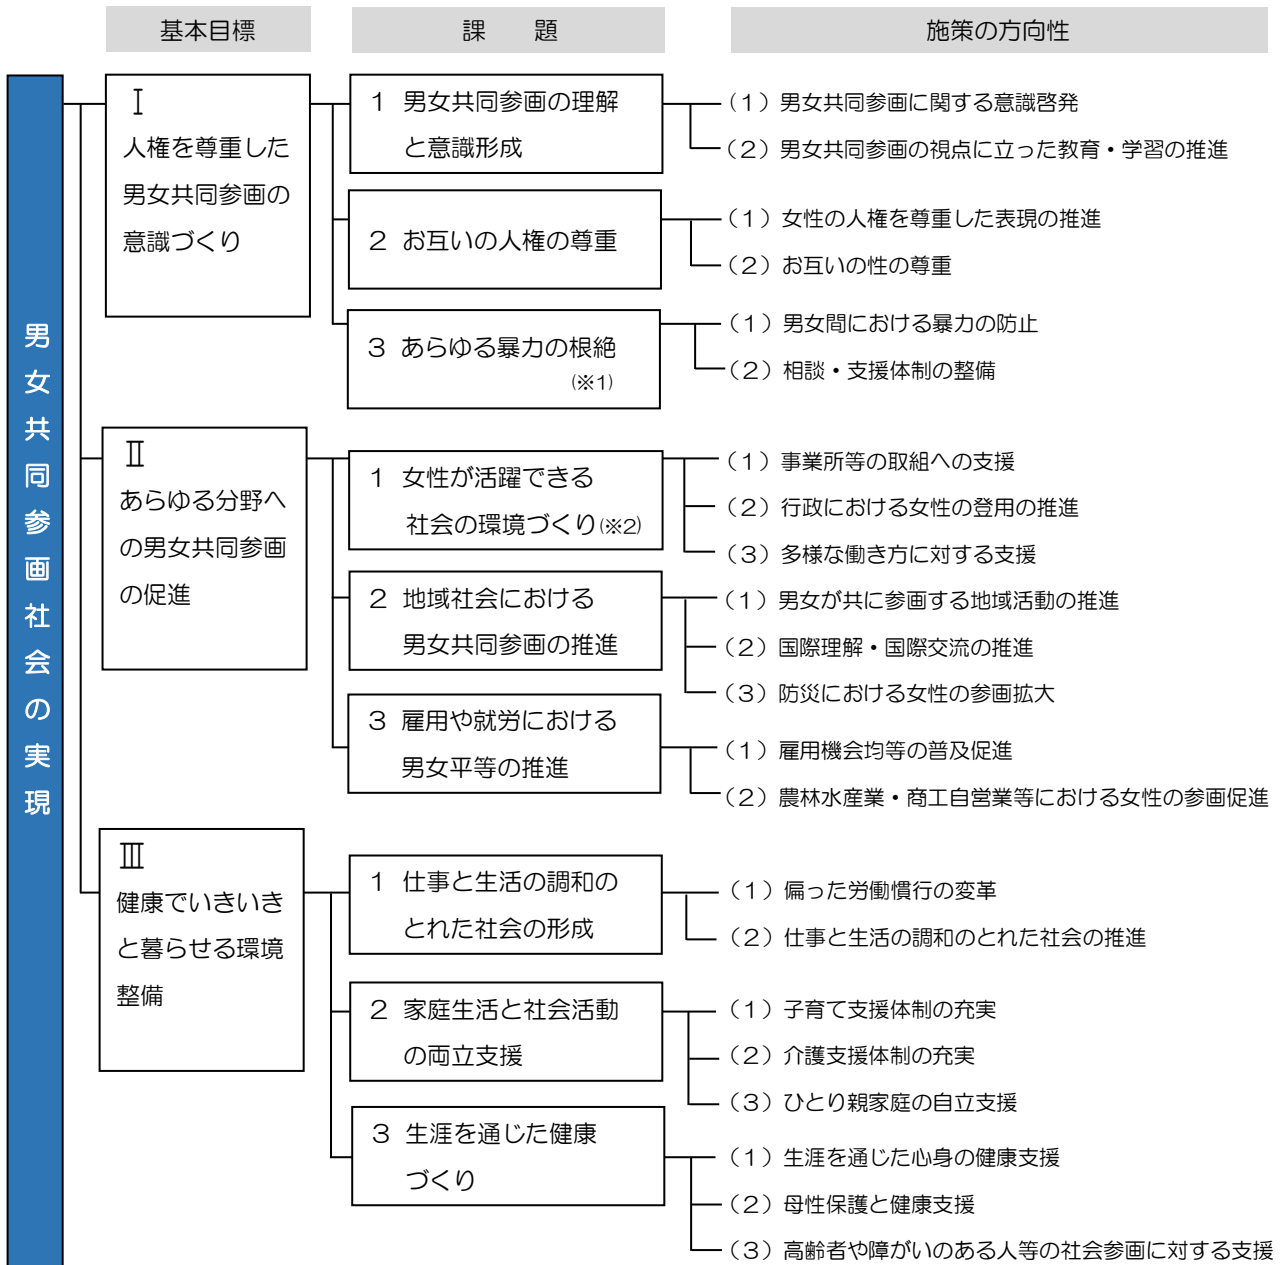 基本目標
課　題
施策の方向性
男女共同参画社会の実現
Ⅰ
人権を尊重した
男女共同参画の
意識づくり
1 男女共同参画の理解
と意識形成
（1）男女共同参画に関する意識啓発
（2）男女共同参画の視点に立った教育・学習の推進
2 お互いの人権の尊重
（1）女性の人権を尊重した表現の推進
（2）お互いの性の尊重
3 あらゆる暴力の根絶
(※1)
（1）男女間における暴力の防止
（2）相談・支援体制の整備
Ⅱ
あらゆる分野へ
の男女共同参画
の促進
1 女性が活躍できる
社会の環境づくり(※2)
（1）事業所等の取組への支援
（2）行政における女性の登用の推進
（3）多様な働き方に対する支援
2 地域社会における
男女共同参画の推進
（1）男女が共に参画する地域活動の推進
（2）国際理解・国際交流の推進
（3）防災における女性の参画拡大
3 雇用や就労における
男女平等の推進
（1）雇用機会均等の普及促進
（2）農林水産業・商工自営業等における女性の参画促進
Ⅲ
健康でいきいき
と暮らせる環境
整備
1 仕事と生活の調和の
とれた社会の形成
（1）偏った労働慣行の変革
（2）仕事と生活の調和のとれた社会の推進
2 家庭生活と社会活動
の両立支援
（1）子育て支援体制の充実
（2）介護支援体制の充実
（3）ひとり親家庭の自立支援
3 生涯を通じた健康
づくり
（1）生涯を通じた心身の健康支援
（2）母性保護と健康支援
（3）高齢者や障がいのある人等の社会参画に対する支援